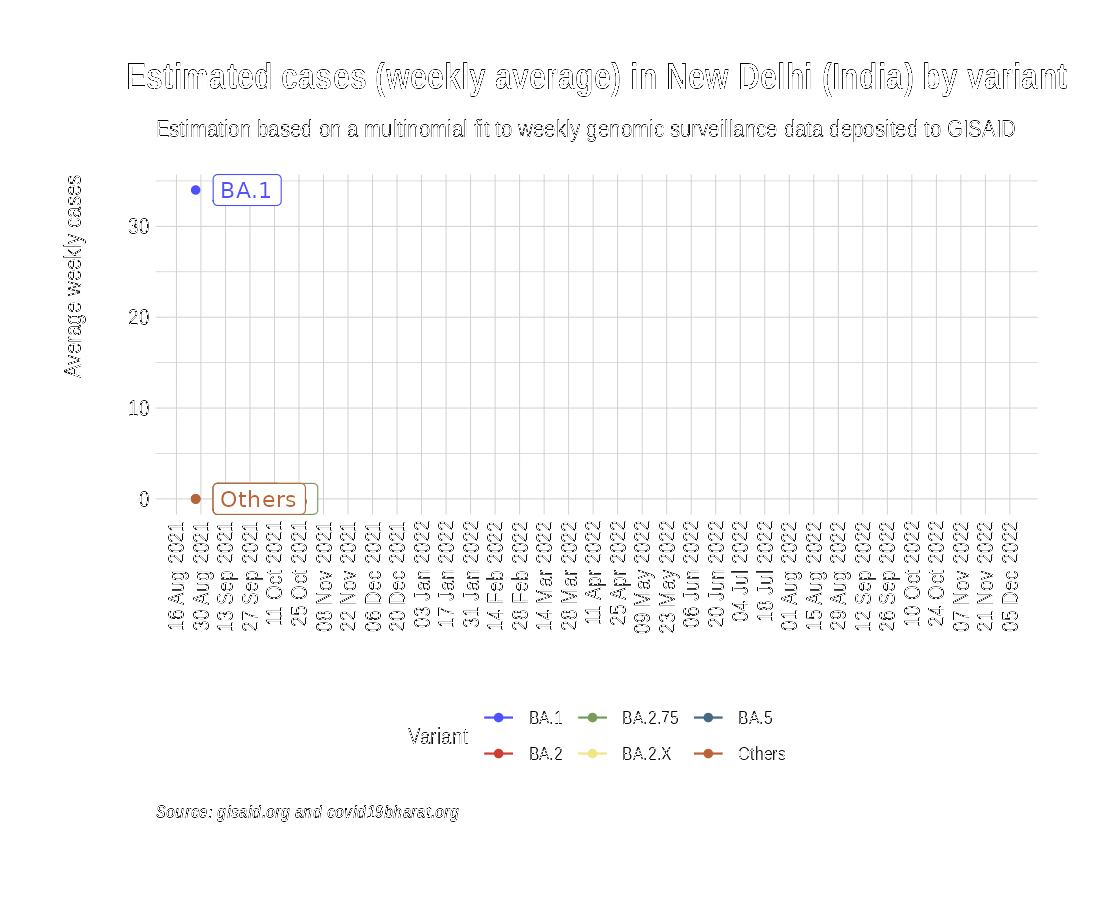 Estimated cases (weekly average) in New Delhi (India) by variant
Estimation based on a multinomial fit to weekly genomic surveillance data deposited to GISAID
Average weekly cases
30
20
10
0
BA.1
Others
16 Aug 2021
30 Aug 2021
13 Sep 2021
27 Sep 2021
11 Oct 2021
25 Oct 2021
08 Nov 2021
22 Nov 2021
06 Dec 2021
20 Dec 2021
03 Jan 2022
17 Jan 2022
31 Jan 2022
14 Feb 2022
28 Feb 2022
14 Mar 2022
28 Mar 2022
11 Apr 2022
25 Apr 2022
09 May 2022
23 May 2022
06 Jun 2022
20 Jun 2022
04 Jul 2022
18 Jul 2022
01 Aug 2022
15 Aug 2022
29 Aug 2022
12 Sep 2022
26 Sep 2022
10 Oct 2022
24 Oct 2022
07 Nov 2022
21 Nov 2022
05 Dec 2022
Variant
BA.1
BA.2.75
BA.5
BA.2
BA.2.X
Others
Source: gisaid.org and covid19bharat.org